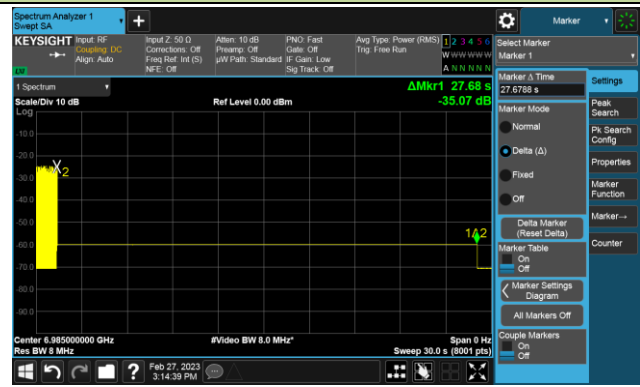 Spectrum Analyzer 1
Swept SA
Marker
KEYSIGHT
Input: RF
Coupling: DC
Align: Auto
Input Z: 50 Ω
Corrections: Off
Freq Ref: Int (S)
NFE: Off
Atten: 10 dB
Preamp: Off
µW Path: Standard
PNO: Fast
Gate: Off
IF Gain: Low
Sig Track: Off
Avg Type: Power (RMS)
Trig: Free Run
1 2 3 4 5 6
W W W W W W
A N N N N N
Select Marker
Marker 1
LXI
1 Spectrum
ΔMkr1 27.68 s
Scale/Div 10 dB
Ref Level 0.00 dBm
-35.07 dB
Log
-10.0
-20.0
-30.0
-40.0
-50.0
-60.0
-70.0
-80.0
-90.0
X2
1Δ2
Center 6.985000000 GHz
Res BW 8 MHz
#Video BW 8.0 MHz*
Span 0 Hz
Sweep 30.0 s (8001 pts)
Marker Δ Time
27.6788 s
Marker Mode
Normal
Delta (Δ)
Fixed
Off
Delta Marker
(Reset Delta)
Marker Table
On
Off
Marker Settings
Diagram
All Markers Off
Couple Markers
On
Off
Settings
Peak
Search
Pk Search
Config
Properties
Marker
Function
Marker→
Counter
Feb 27, 2023
3:14:39 PM